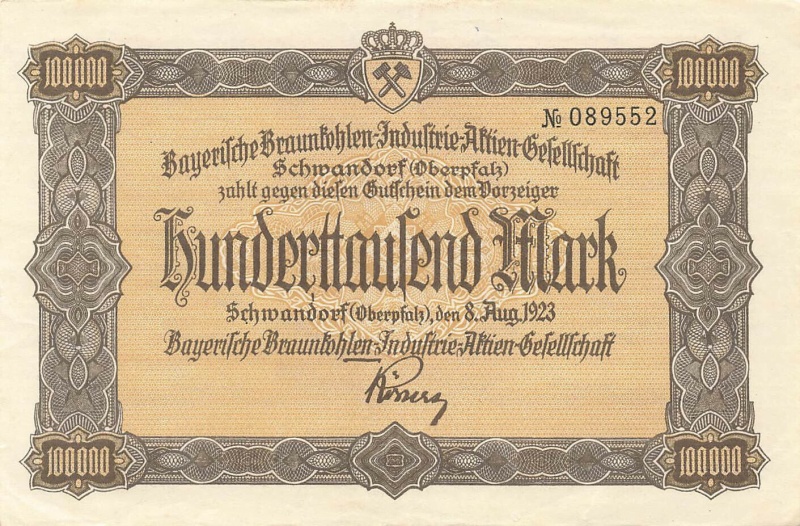 100000 100000
№ 089552
Bayerische Braunkohlen-Industrie-Aktien-Gesellschaft
Schwandorf (Oberpfalz)
zahlt gegen diesen Gutschein dem Vorzeiger
Hunderttausend Mark
Schwandorf (Oberpfalz), den 8. Aug. 1923
Bayerische Braunkohlen-Industrie-Aktien-Gesellschaft
100000 100000